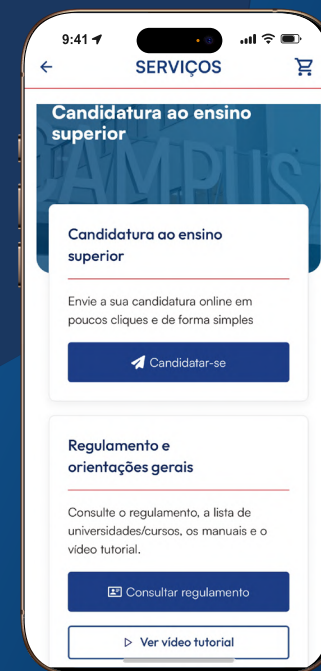 9:41
SERVIÇOS
Candidatura ao ensino
superior
CAMPUS
Candidatura ao ensino
superior
Envie a sua candidatura online em
poucos cliques e de forma simples
Candidatar-se
Regulamento e
orientações gerais
Consulte o regulamento, a lista de
universidades/cursos, os manuais e o
vídeo tutorial.
Consultar regulamento
Ver vídeo tutorial